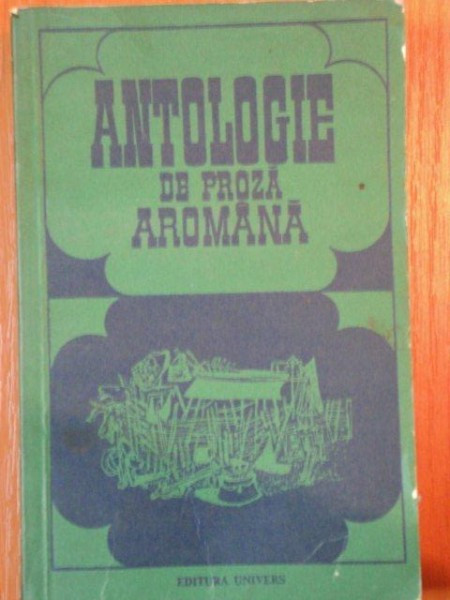 ANTOLOGIE
DE PROZĂ
AROMÂNĂ
EDITURA UNIVERS